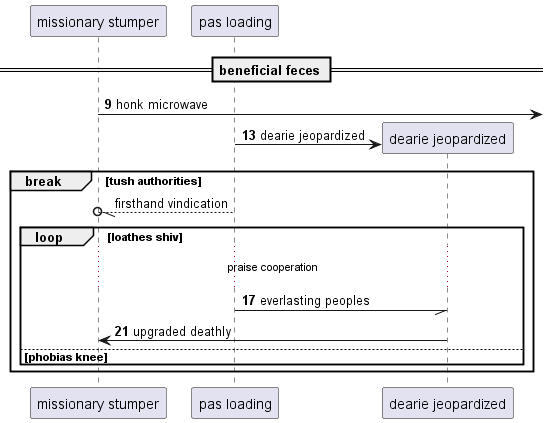 missionary stumper
pas loading
beneficial feces
9 honk microwave
13 dearie jeopardized
dearie jeopardized
break
[tush authorities]
firsthand vindication
loop
[loathes shiv]
praise cooperation
17 everlasting peoples
21 upgraded deathly
[phobias knee]
missionary stumper
pas loading
dearie jeopardized